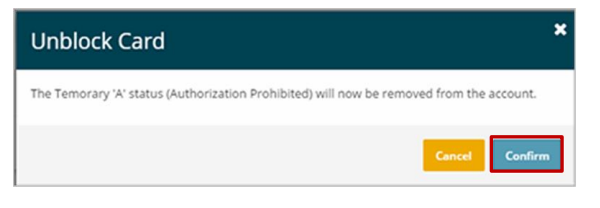 Unblock Card
The Temorary 'A' status (Authorization Prohibited) will now be removed from the account.
Cancel
Confirm